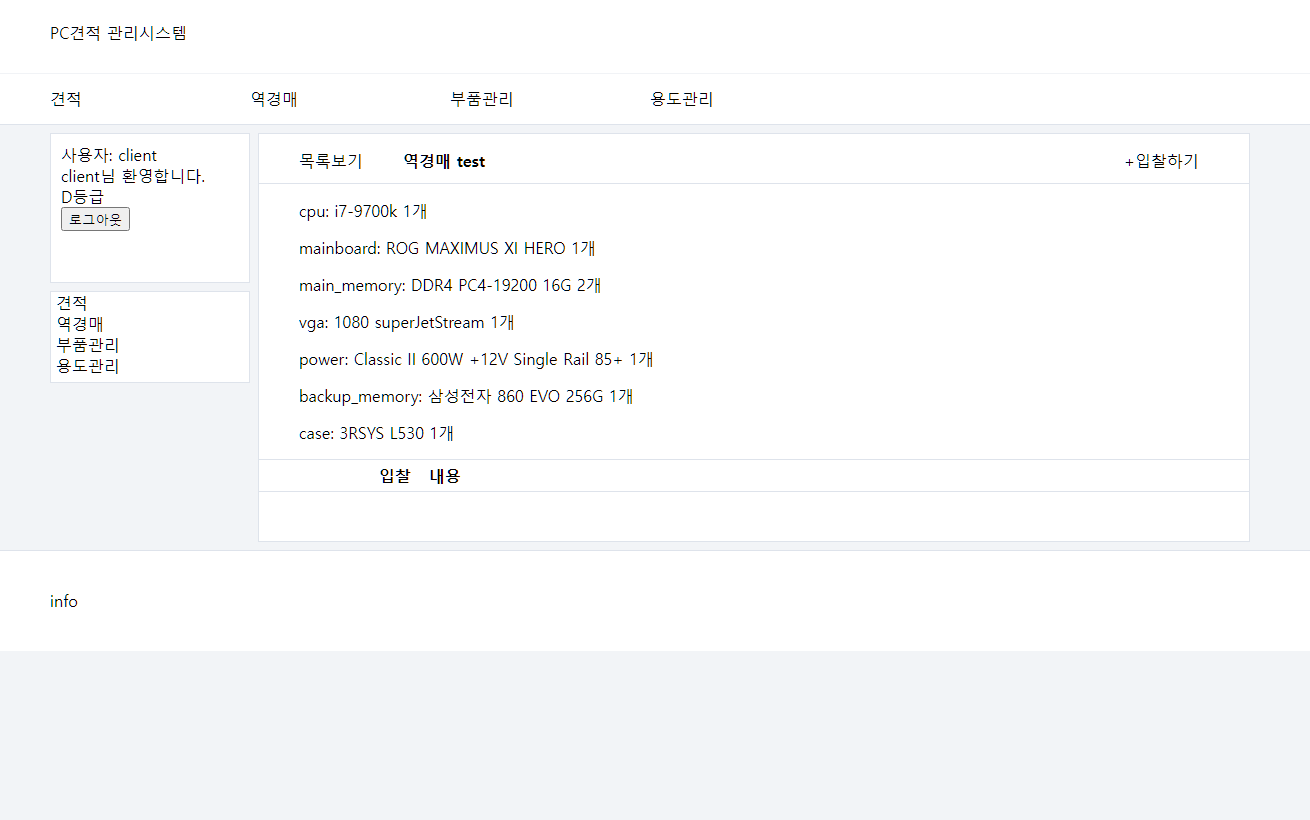 PC견적 관리시스템
견적 역경매 부품관리 용도관리
사용자: client
client님 환영합니다.
D등급
로그아웃
견적
역경매
부품관리
용도관리
목록보기 역경매 test +입찰하기
cpu: i7-9700k 1개
mainboard: ROG MAXIMUS XI HERO 1개
main_memory: DDR4 PC4-19200 16G 2개
vga: 1080 superJetStream 1개
power: Classic II 600W +12V Single Rail 85+ 1개
backup_memory: 삼성전자 860 EVO 256G 1개
case: 3RSYS L530 1개
입찰 내용
info